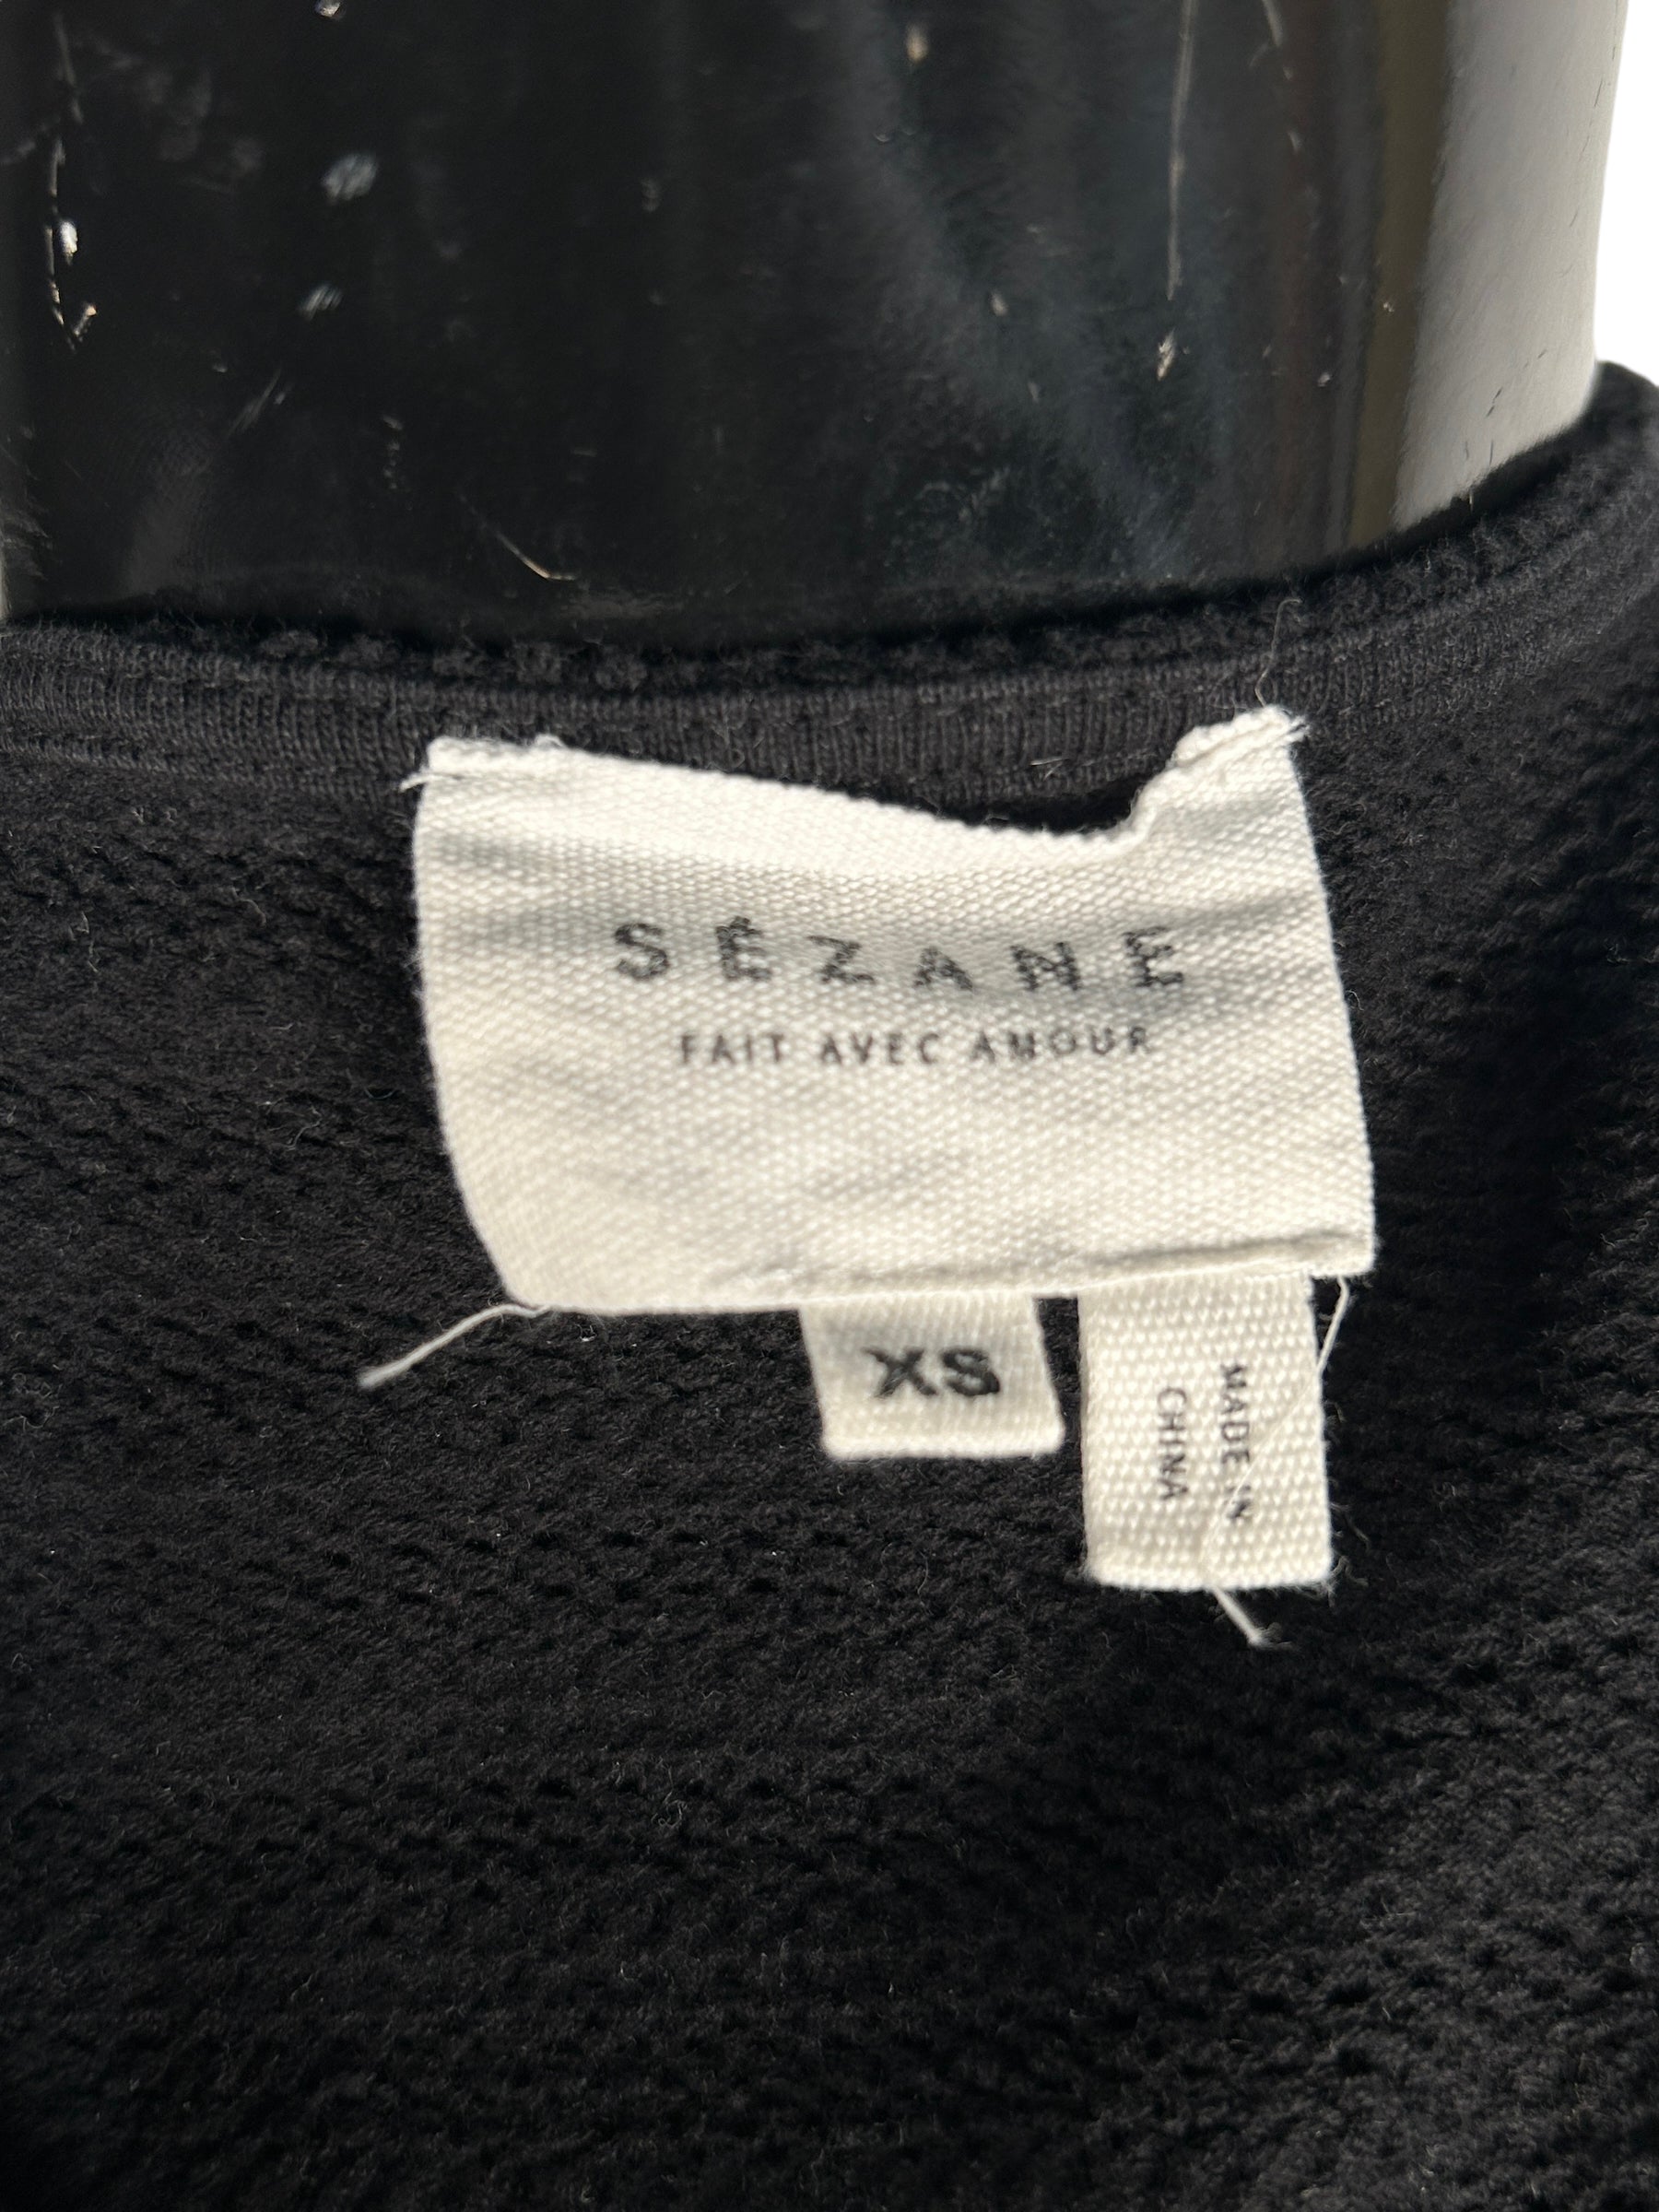 SÉZANE
FAIT AVEC AMOUR
XS
MADE IN
CHINA